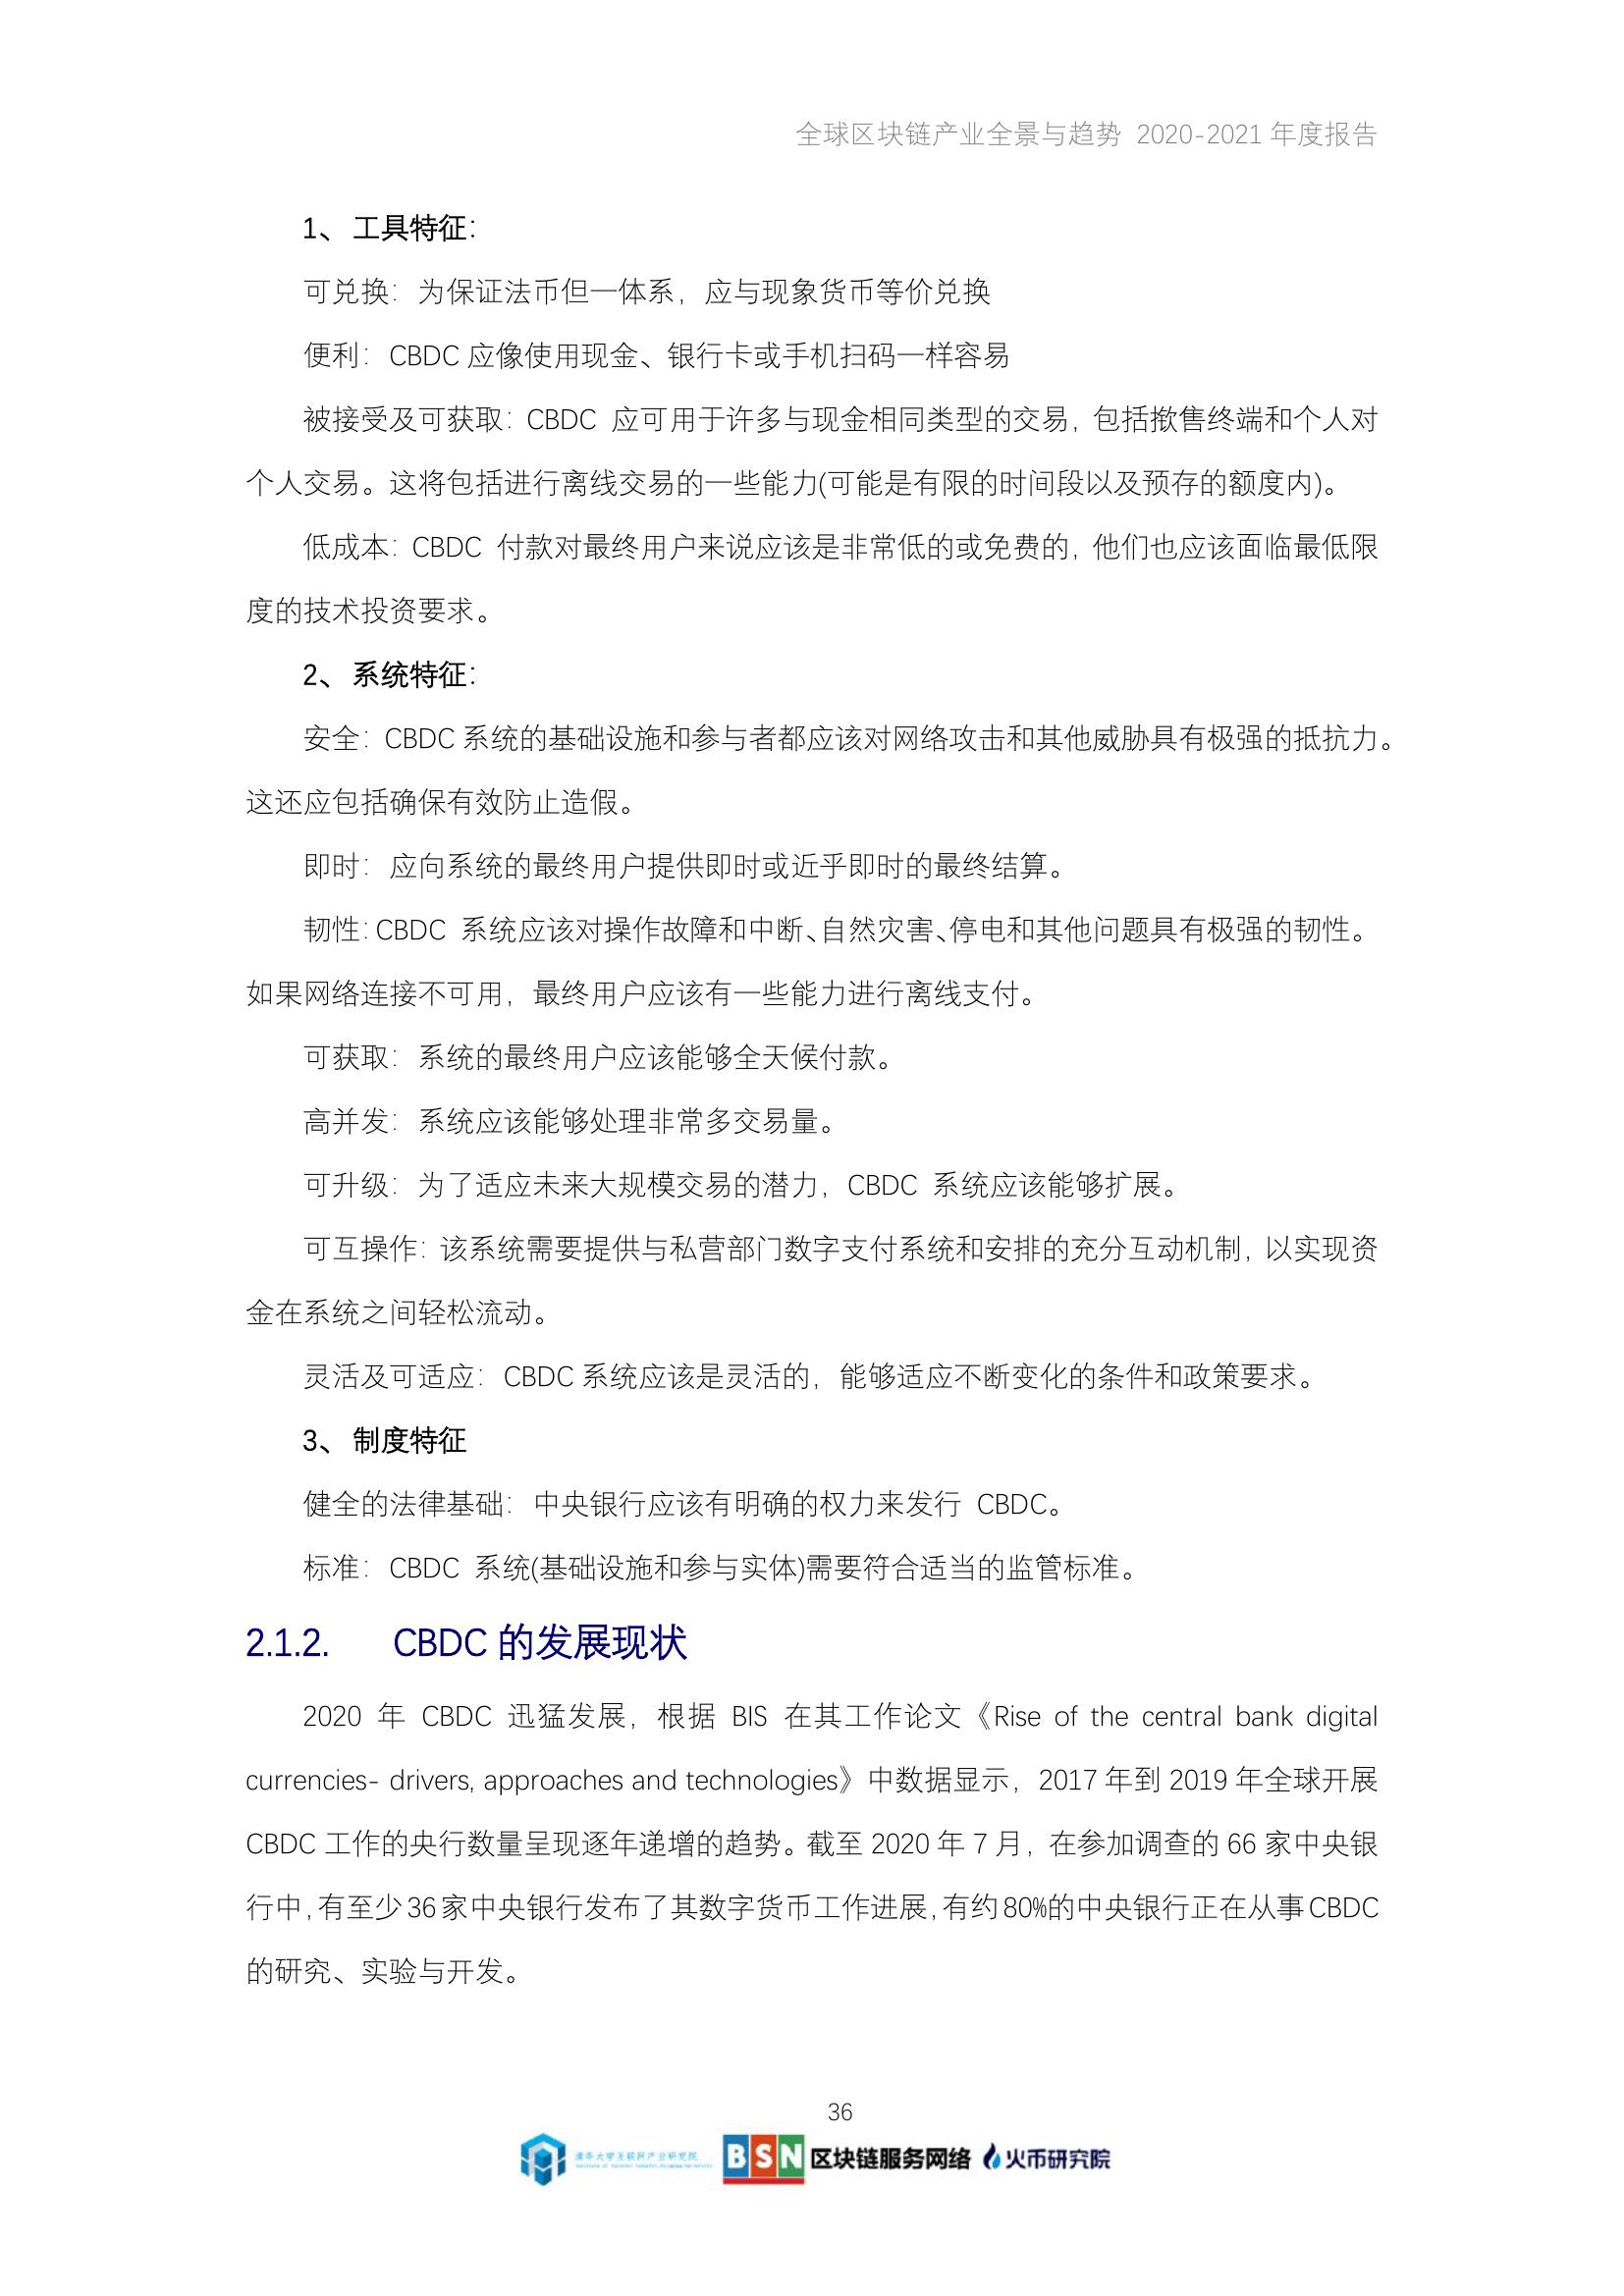 全球区块链产业全景与趋势 2020-2021 年度报告
1、 工具特征：
可兑换：为保证法币但一体系，应与现象货币等价兑换
便利：CBDC 应像使用现金、银行卡或手机扫码一样容易
被接受及可获取：CBDC 应可用于许多与现金相同类型的交易，包括揿售终端和个人对
个人交易。这将包括进行离线交易的一些能力(可能是有限的时间段以及预存的额度内)。
低成本：CBDC 付款对最终用户来说应该是非常低的或免费的，他们也应该面临最低限
度的技术投资要求。
2、 系统特征：
安全：CBDC 系统的基础设施和参与者都应该对网络攻击和其他威胁具有极强的抵抗力。
这还应包括确保有效防止造假。
即时：应向系统的最终用户提供即时或近乎即时的最终结算。
韧性：CBDC 系统应该对操作故障和中断、自然灾害、停电和其他问题具有极强的韧性。
如果网络连接不可用，最终用户应该有一些能力进行离线支付。
可获取：系统的最终用户应该能够全天候付款。
高并发：系统应该能够处理非常多交易量。
可升级：为了适应未来大规模交易的潜力，CBDC 系统应该能够扩展。
可互操作：该系统需要提供与私营部门数字支付系统和安排的充分互动机制，以实现资
金在系统之间轻松流动。
灵活及可适应：CBDC 系统应该是灵活的，能够适应不断变化的条件和政策要求。
3、 制度特征
健全的法律基础：中央银行应该有明确的权力来发行 CBDC。
标准：CBDC 系统(基础设施和参与实体)需要符合适当的监管标准。
2.1.2. CBDC 的发展现状
2020 年 CBDC 迅猛发展，根据 BIS 在其工作论文《Rise of the central bank digital
currencies- drivers, approaches and technologies》中数据显示，2017 年到 2019 年全球开展
CBDC 工作的央行数量呈现逐年递增的趋势。截至 2020 年 7 月，在参加调查的 66 家中央银
行中，有至少 36 家中央银行发布了其数字货币工作进展，有约 80%的中央银行正在从事 CBDC
的研究、实验与开发。
36
清华大学互联网产业研究院
BSN 区块链服务网络 火币研究院